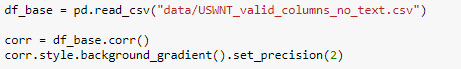 df_base = pd.read_csv("data/USWNT_valid_columns_no_text.csv")
corr = df_base.corr()
corr.style.background_gradient().set_precision(2)